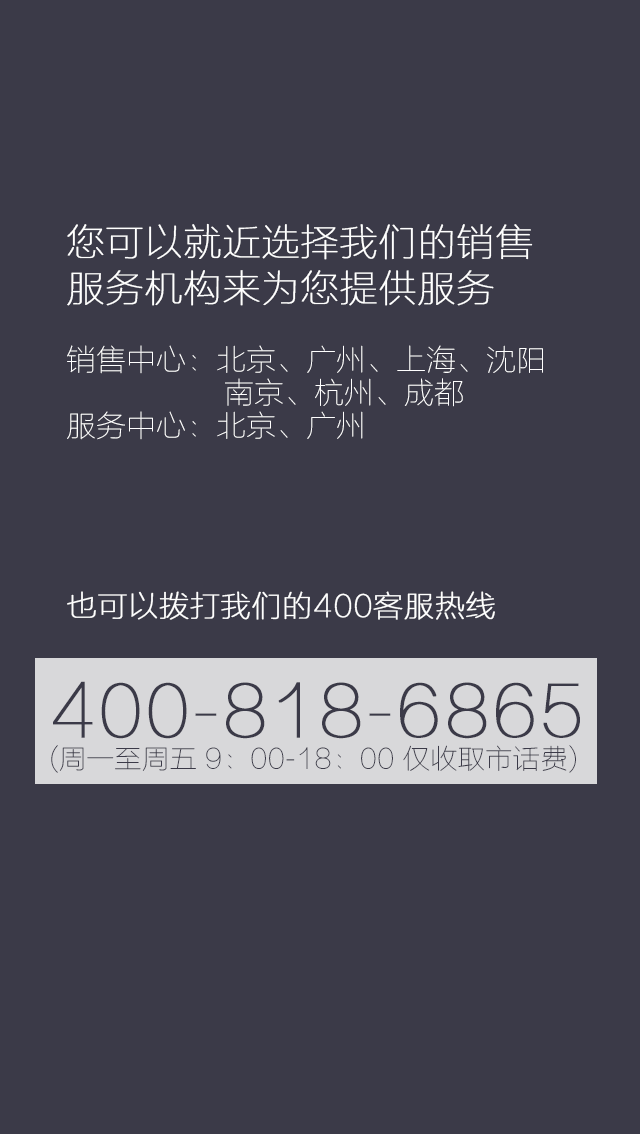 您可以就近选择我们的销售
服务机构来为您提供服务
销售中心：北京、广州、上海、沈阳
南京、杭州、成都
服务中心：北京、广州
也可以拨打我们的400客服热线
400-818-6865
(周一至周五 9：00-18：00 仅收取市话费)